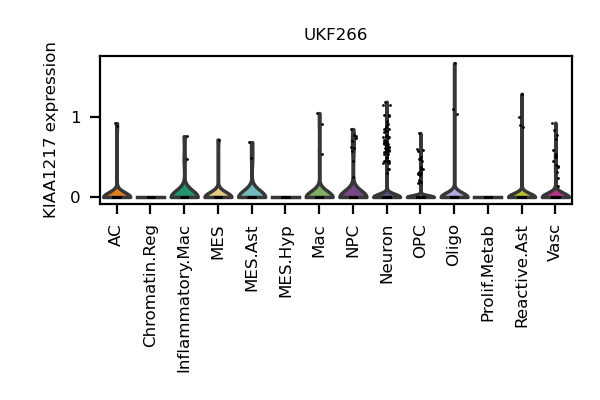 UKF266
KIAA1217 expression
1
0
AC
Chromatin.Reg
Inflammatory.Mac
MES
MES.Ast
MES.Hyp
Mac
NPC
Neuron
OPC
Oligo
Prolif.Metab
Reactive.Ast
Vasc